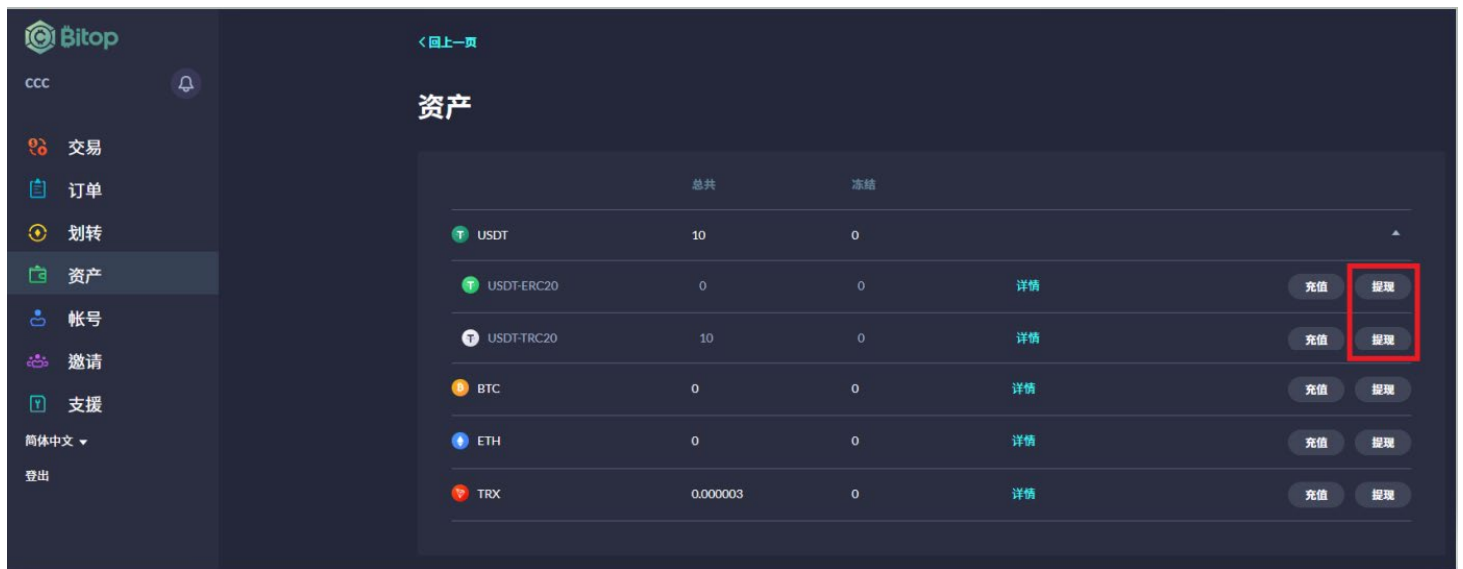 Bitop
ccc
交易
订单
划转
资产
帐号
邀请
支援
简体中文
登出
回上一页
资产
总共 冻结
USDT 10 0
USDT-ERC20 0 0 详情 充值 提现
USDT-TRC20 10 0 详情 充值 提现
BTC 0 0 详情 充值 提现
ETH 0 0 详情 充值 提现
TRX 0.000003 0 详情 充值 提现